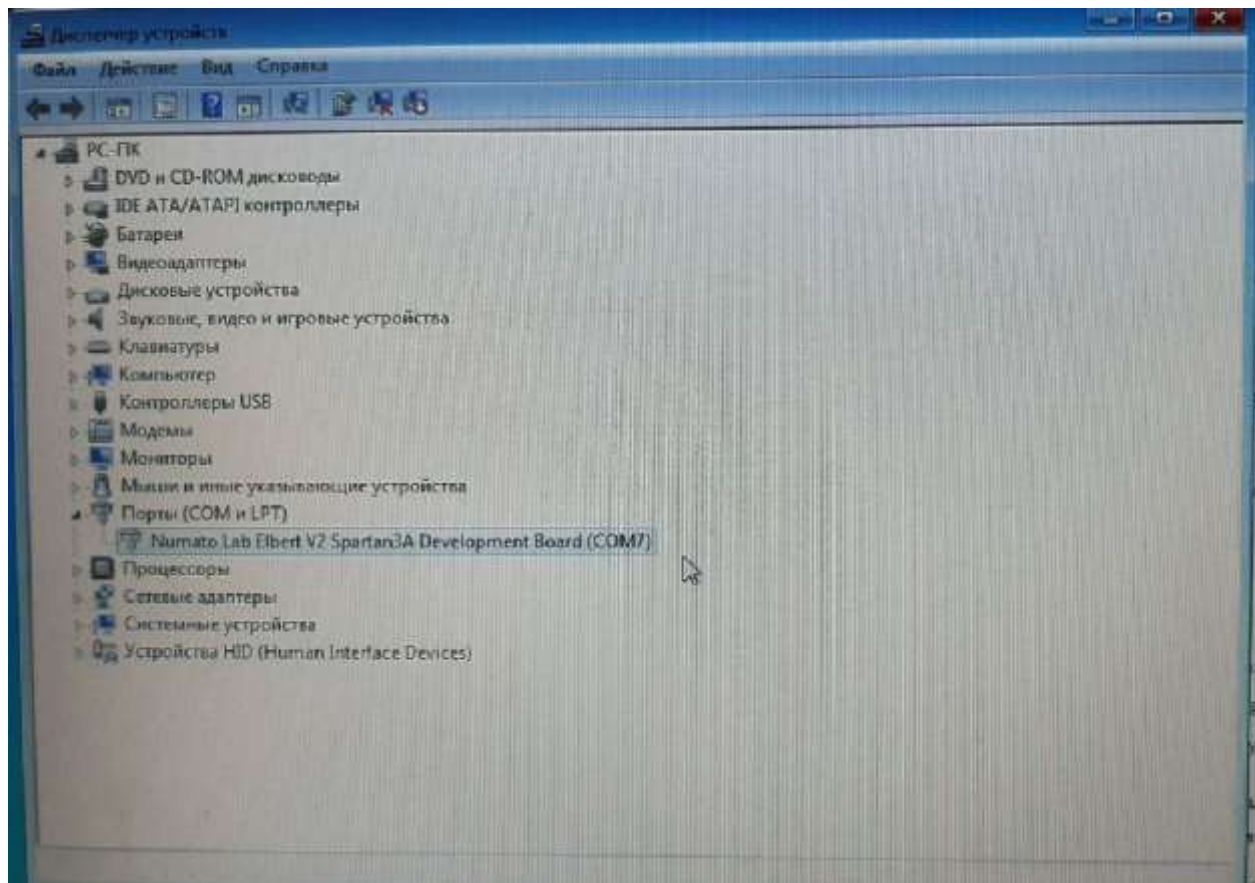 Диспетчер устройств
Файл Действие Вид Справка
РС-ПК
DVD и CD-ROM дисководы
IDE ATA/ATAPI контроллеры
Батареи
Видеоадаптеры
Дисковые устройства
Звуковые, видео и игровые устройства
Клавиатуры
Компьютер
Контроллеры USB
Модемы
Мониторы
Мыши и иные указывающие устройства
Порты (COM и LPT)
Numato Lab Elbert V2 Spartan3A Development Board (COM7)
Процессоры
Сетевые адаптеры
Системные устройства
Устройства HID (Human Interface Devices)